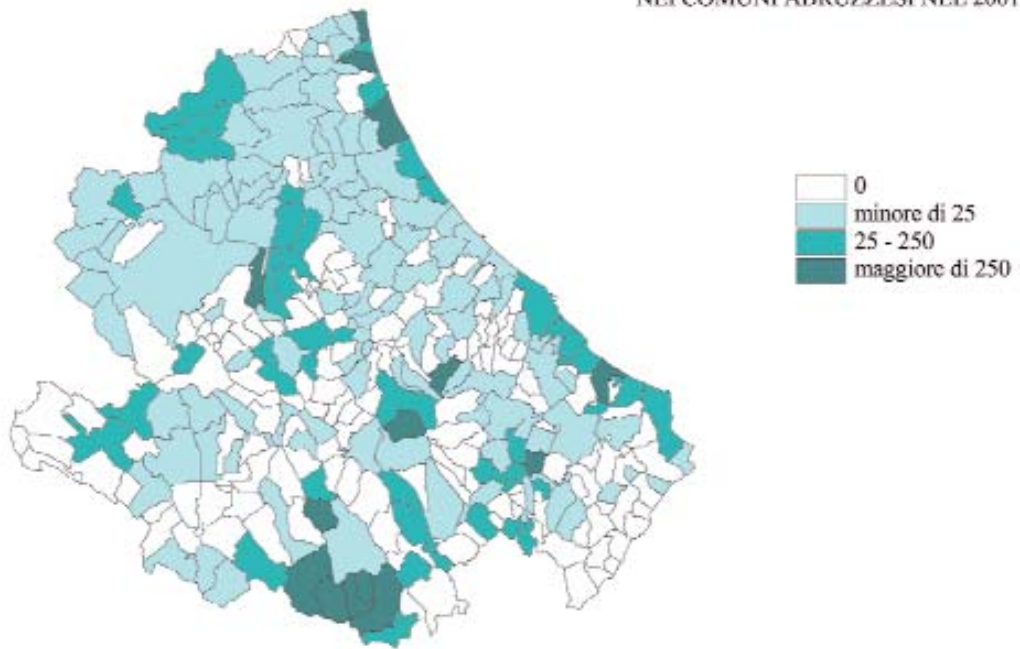 NEI COMUNI ABRUZZESI NEL 2001
0
minore di 25
25 - 250
maggiore di 250